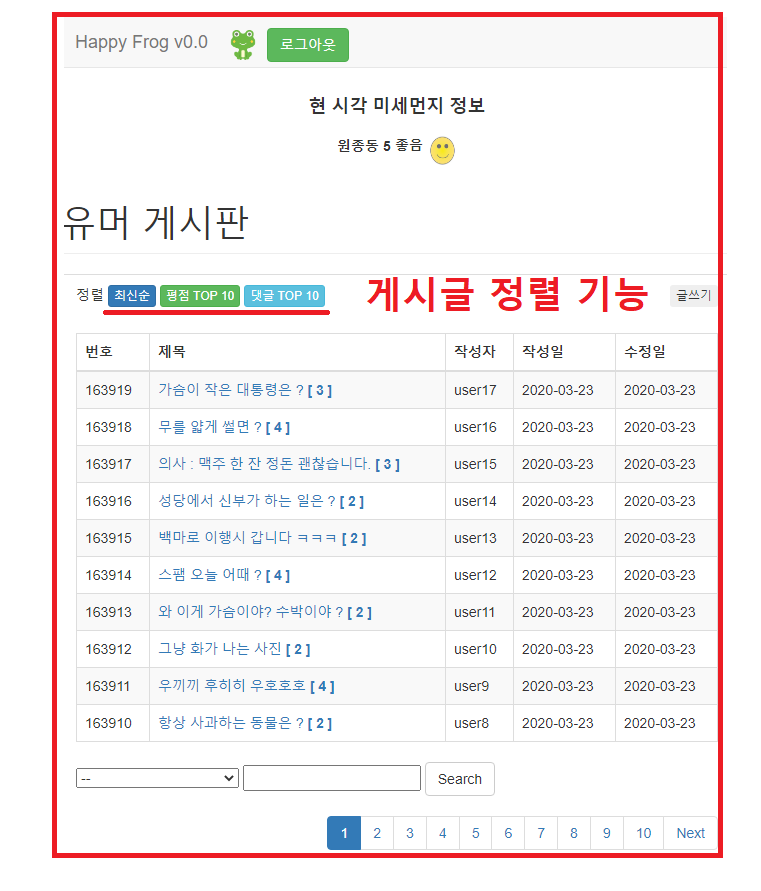 Happy Frog v0.0 로그아웃
현 시각 미세먼지 정보
원종동 5 좋음
유머 게시판
정렬 최신순 평점 TOP 10 댓글 TOP 10 게시글 정렬 기능 글쓰기
번호 제목 작성자 작성일 수정일
163919 가슴이 작은 대통령은 ? [ 3 ] user17 2020-03-23 2020-03-23
163918 무를 얇게 썰면 ? [ 4 ] user16 2020-03-23 2020-03-23
163917 의사 : 맥주 한 잔 정돈 괜찮습니다. [ 3 ] user15 2020-03-23 2020-03-23
163916 성당에서 신부가 하는 일은 ? [ 2 ] user14 2020-03-23 2020-03-23
163915 백마로 이행시 갑니다 ㅋㅋㅋ [ 2 ] user13 2020-03-23 2020-03-23
163914 스팸 오늘 어때 ? [ 4 ] user12 2020-03-23 2020-03-23
163913 와 이게 가슴이야? 수박이야 ? [ 2 ] user11 2020-03-23 2020-03-23
163912 그냥 화가 나는 사진 [ 2 ] user10 2020-03-23 2020-03-23
163911 우끼끼 후히히 우호호호 [ 4 ] user9 2020-03-23 2020-03-23
163910 항상 사과하는 동물은 ? [ 2 ] user8 2020-03-23 2020-03-23
-- Search
1 2 3 4 5 6 7 8 9 10 Next